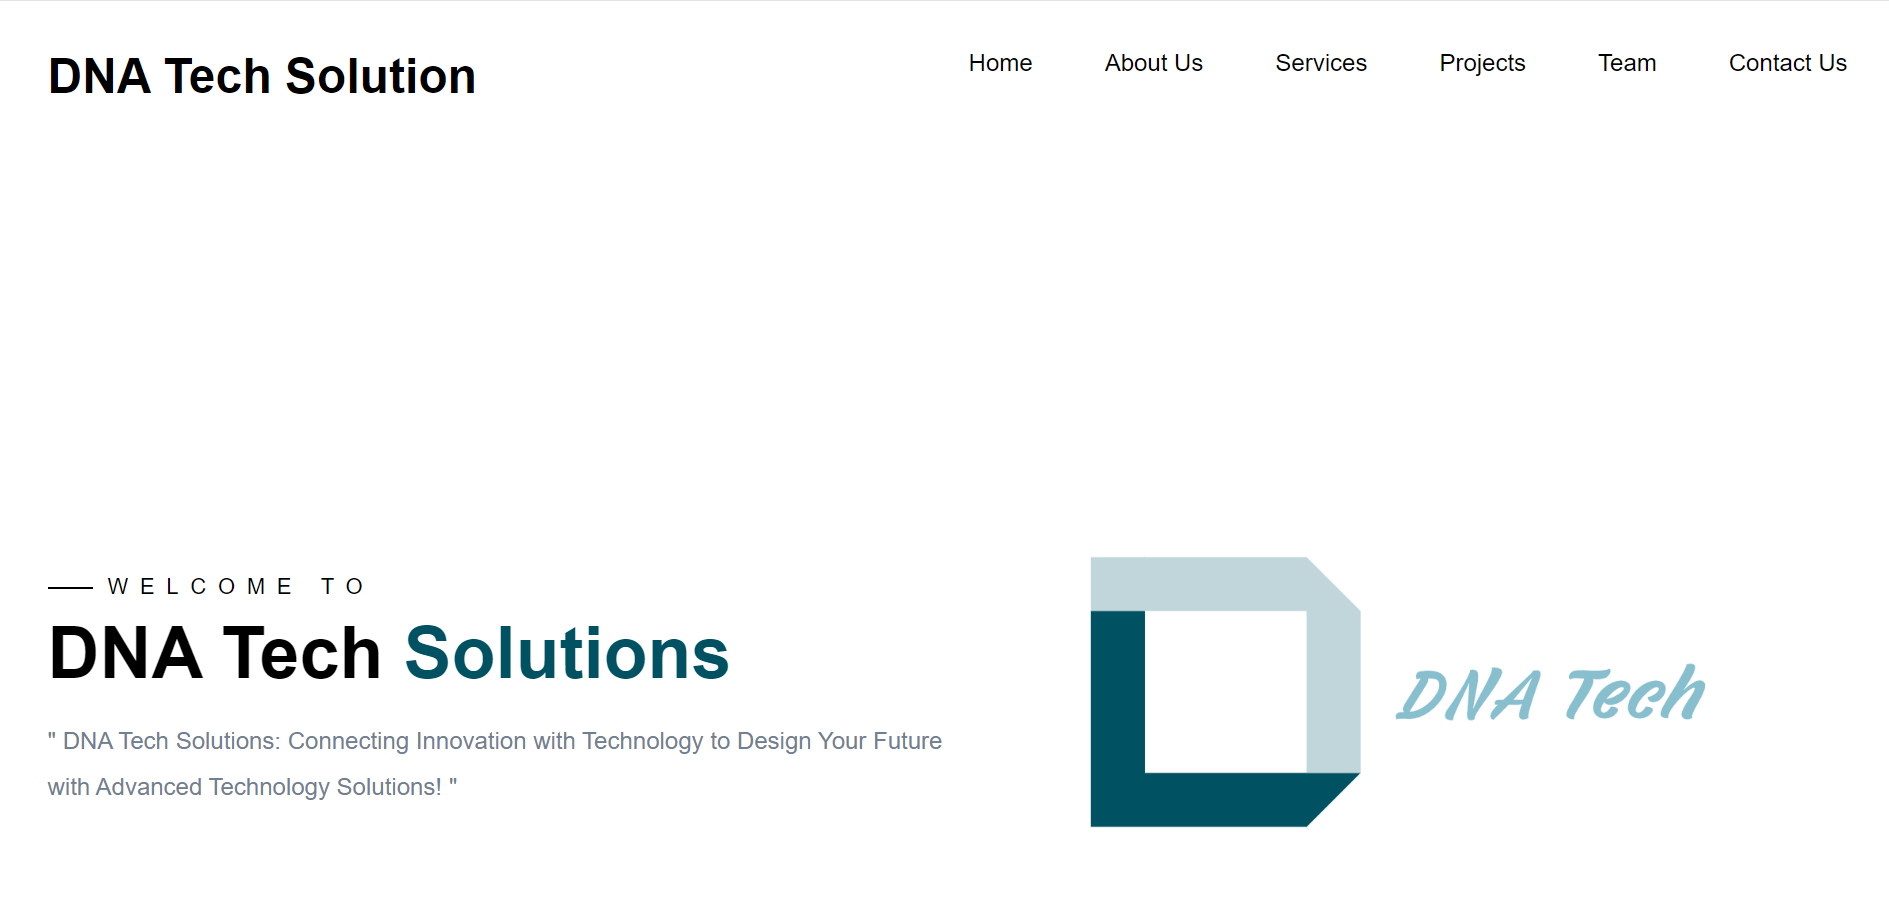 DNA Tech Solution
Home About Us Services Projects Team Contact Us
WELCOME TO
DNA Tech Solutions
" DNA Tech Solutions: Connecting Innovation with Technology to Design Your Future
with Advanced Technology Solutions! "
DNA Tech